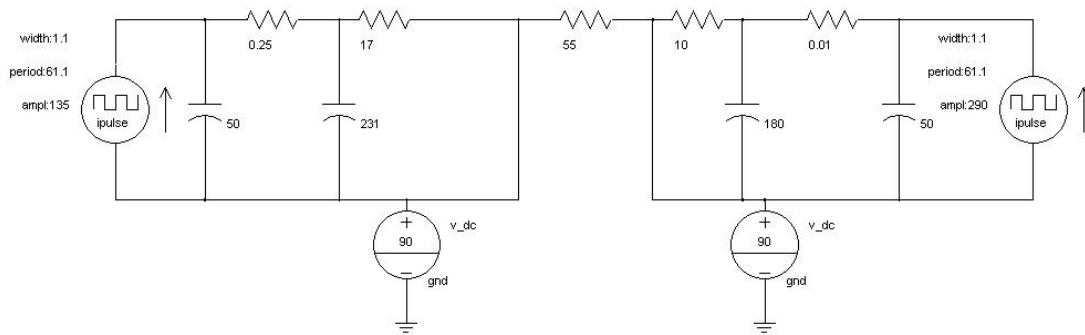 width:1.1
period:61.1
ampl:135
ipulse
0.25
17
55
10
0.01
50
231
180
50
width:1.1
period:61.1
ampl:290
ipulse
+
90
−
v_dc
gnd
+
90
−
v_dc
gnd